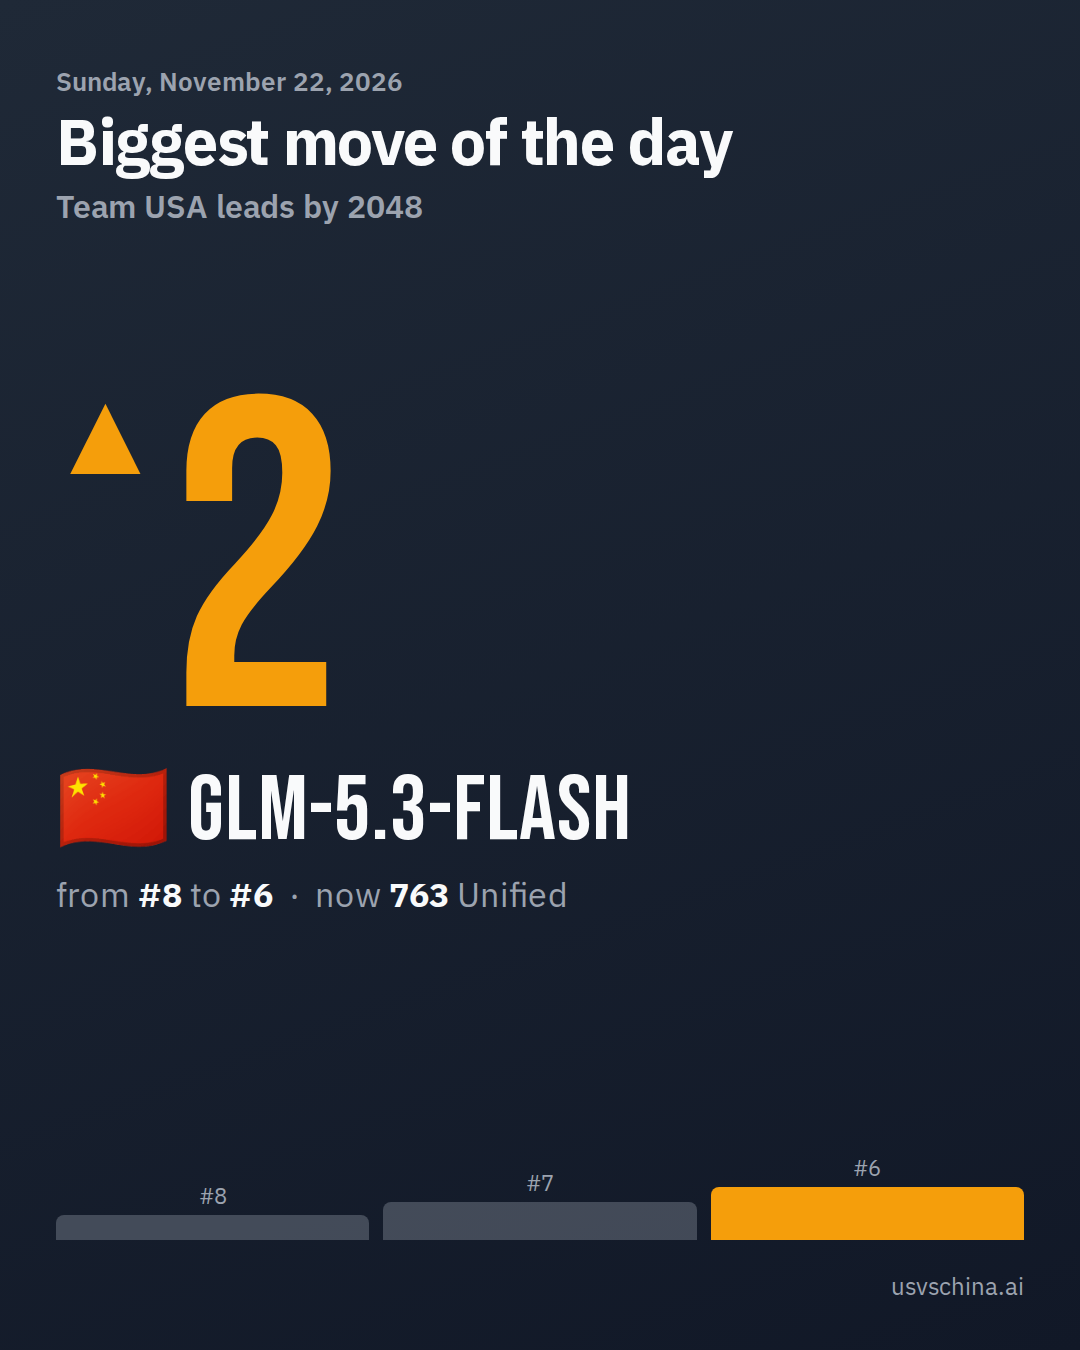 Sunday, November 22, 2026
Biggest move of the day
Team USA leads by 2048
▲2
GLM-5.3-FLASH
from #8 to #6 · now 763 Unified
#8
#7
#6
usvschina.ai